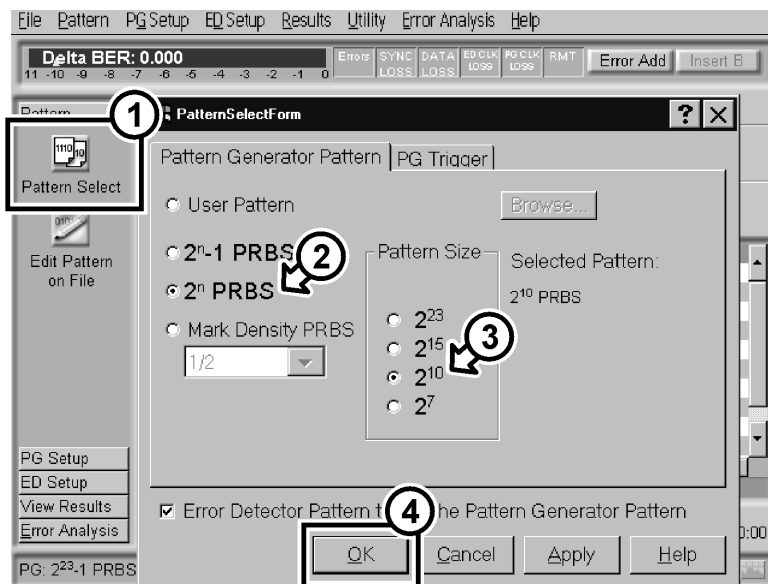 File Pattern PG Setup ED Setup Results Utility Error Analysis Help
Delta BER: 0.000
11 -10 -9 -8 -7 -6 -5 -4 -3 -2 -1 0
Errors SYNC LOSS DATA LOSS ED CLK LOSS PG CLK LOSS RMT Error Add Insert B
Pattern
1
PatternSelectForm
1110 10
Pattern Select
Edit Pattern
on File
Pattern Generator Pattern PG Trigger
User Pattern Browse...
2ⁿ-1 PRBS
2
2ⁿ PRBS
Mark Density PRBS
1/2
Pattern Size
2²³
2¹⁵
3
2¹⁰
2⁷
Selected Pattern:
2¹⁰ PRBS
PG Setup
ED Setup
View Results
Error Analysis
Error Detector Pattern he Pattern Generator Pattern
4
0:00
OK Cancel Apply Help
PG: 2²³-1 PRBS